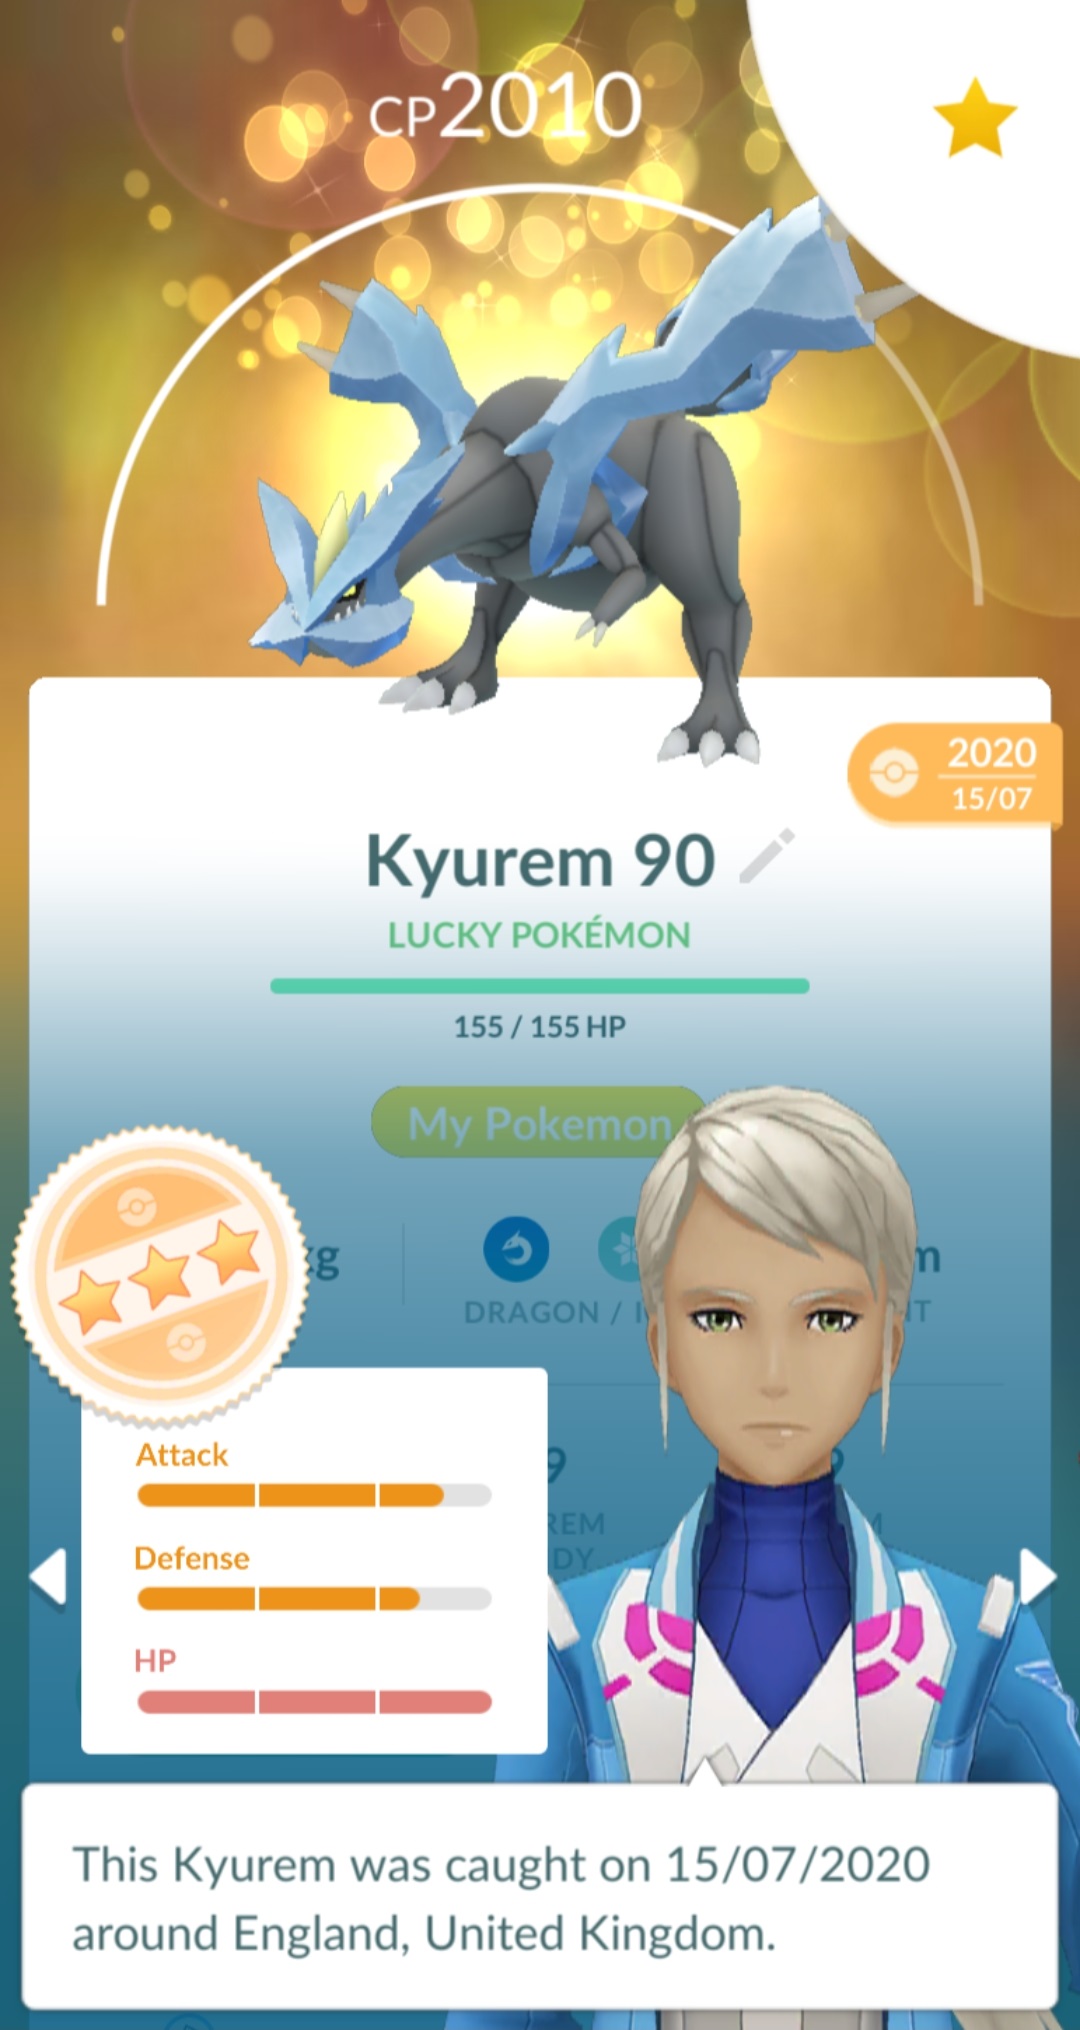 CP2010
2020
15/07
Kyurem 90
LUCKY POKÉMON
155 / 155 HP
My Pokemon
DRAGON /
Attack
Defense
HP
This Kyurem was caught on 15/07/2020
around England, United Kingdom.